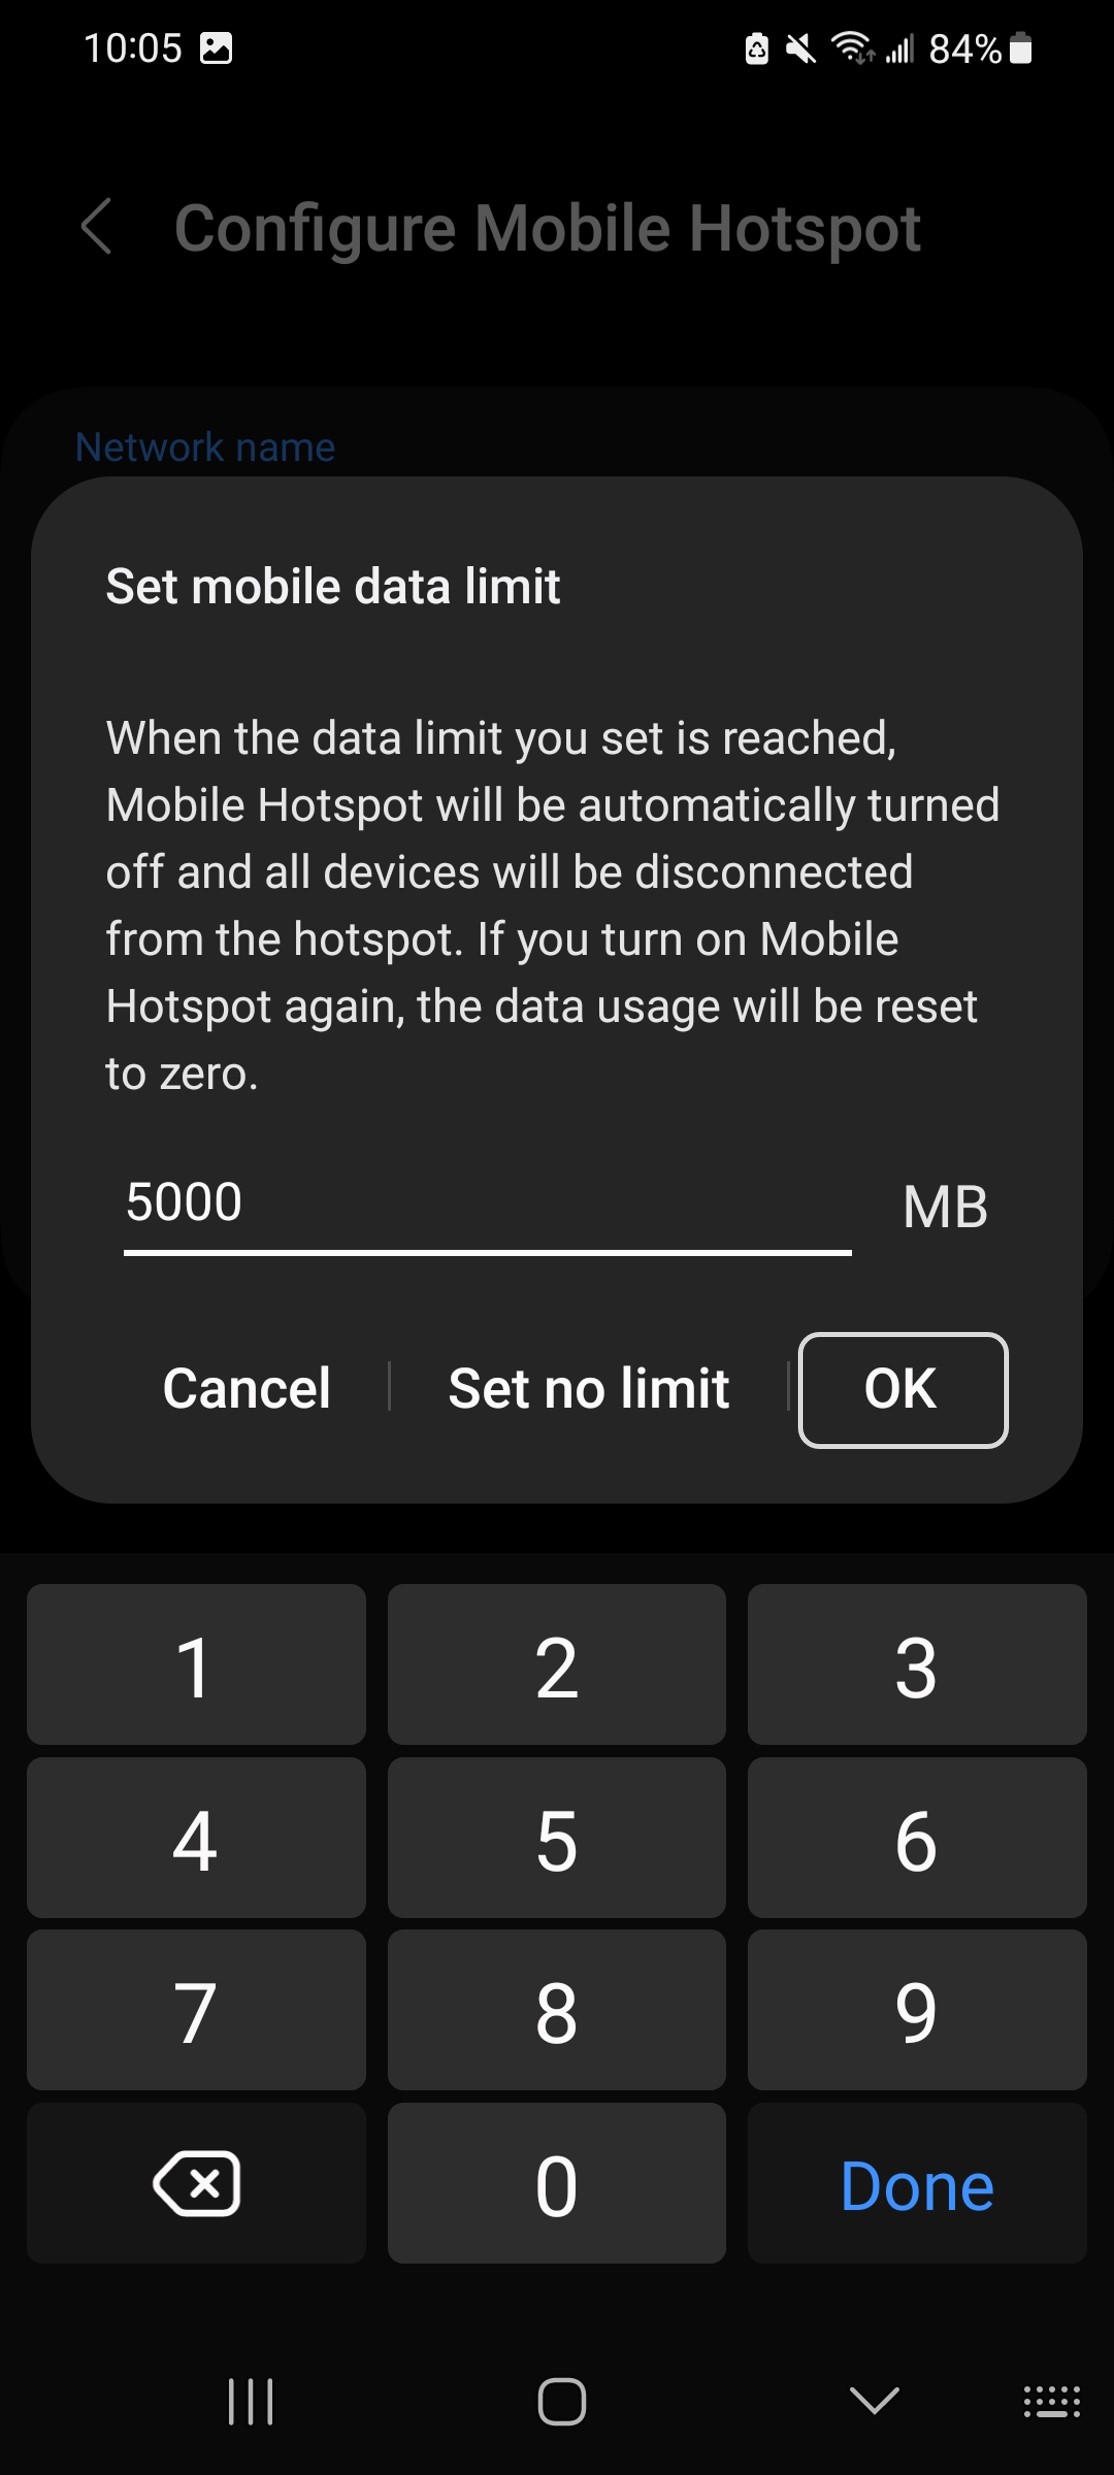 10:05
84%
Configure Mobile Hotspot
Network name
Set mobile data limit
When the data limit you set is reached,
Mobile Hotspot will be automatically turned
off and all devices will be disconnected
from the hotspot. If you turn on Mobile
Hotspot again, the data usage will be reset
to zero.
5000 MB
Cancel Set no limit OK
1 2 3
4 5 6
7 8 9
0 Done